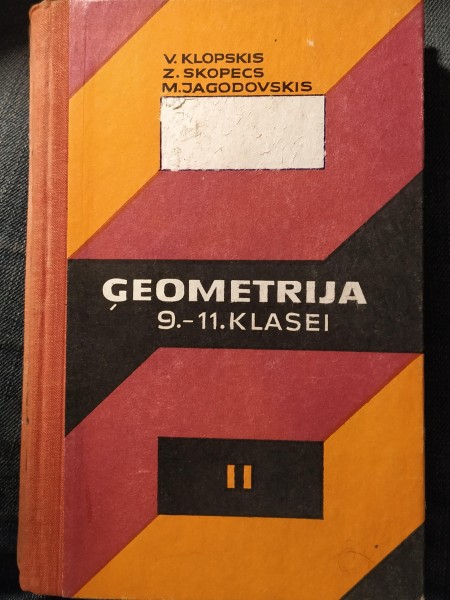 V. KLOPSKIS
Z. SKOPECS
M. JAGODOVSKIS
ĢEOMETRIJA
9.-11. KLASEI
II